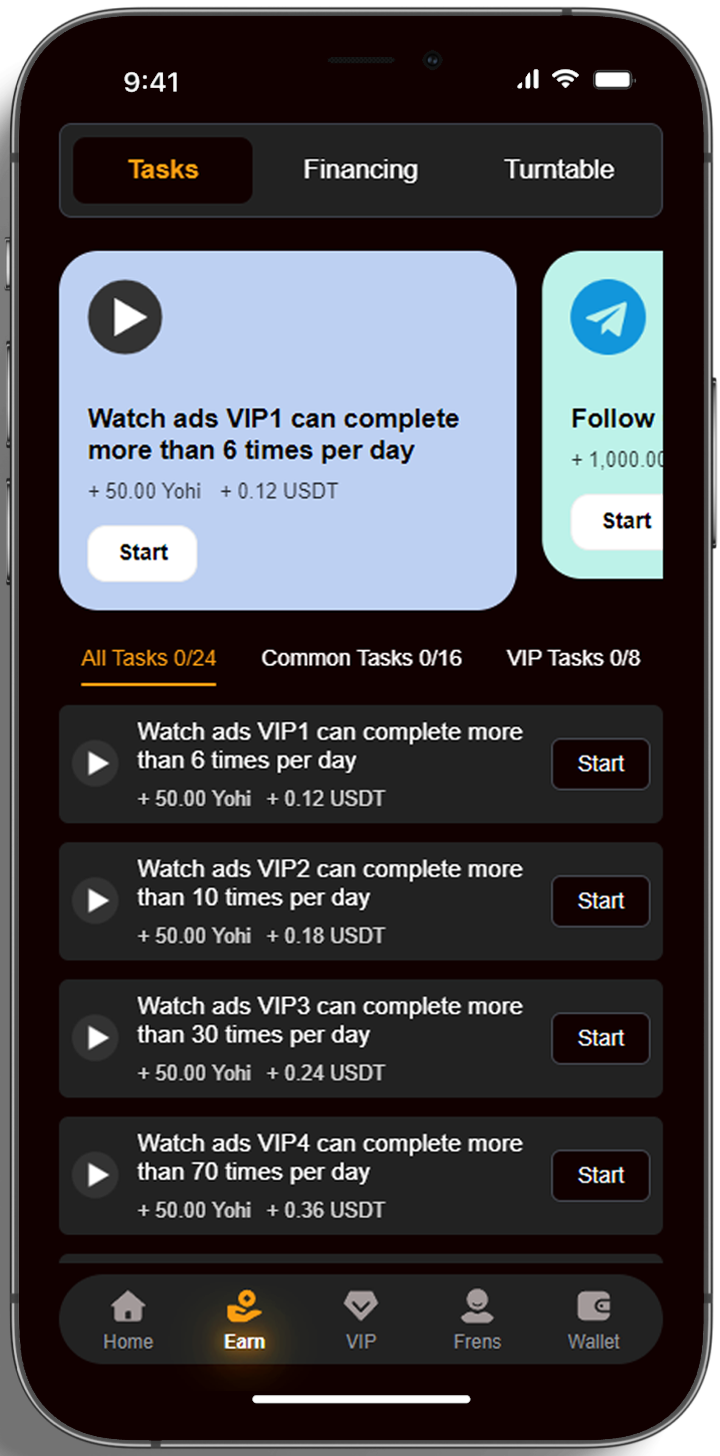 9:41
Tasks
Financing
Turntable
Watch ads VIP1 can complete
more than 6 times per day
+ 50.00 Yohi + 0.12 USDT
Start
Follow
+ 1,000.00
Start
All Tasks 0/24
Common Tasks 0/16
VIP Tasks 0/8
Watch ads VIP1 can complete more
than 6 times per day
+ 50.00 Yohi + 0.12 USDT
Start
Watch ads VIP2 can complete more
than 10 times per day
+ 50.00 Yohi + 0.18 USDT
Start
Watch ads VIP3 can complete more
than 30 times per day
+ 50.00 Yohi + 0.24 USDT
Start
Watch ads VIP4 can complete more
than 70 times per day
+ 50.00 Yohi + 0.36 USDT
Start
Home
Earn
VIP
Frens
Wallet